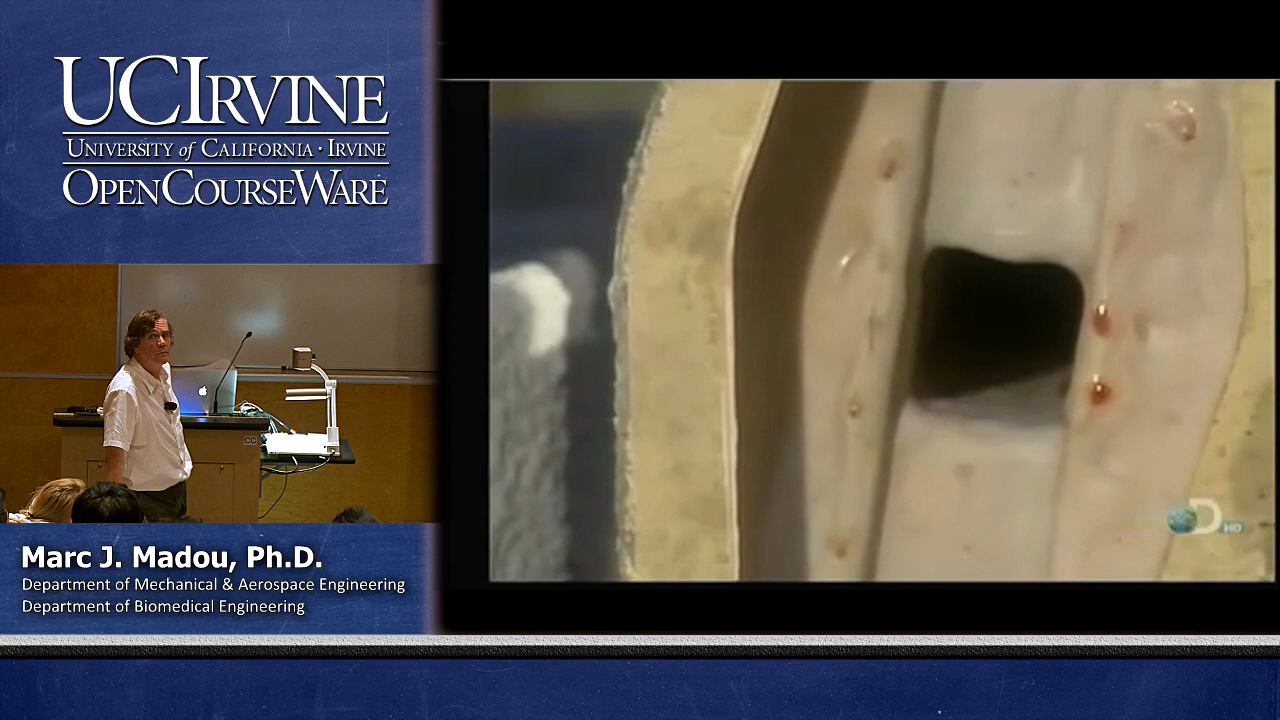 UCIRVINE
UNIVERSITY of CALIFORNIA · IRVINE
OPENCOURSEWARE
CC
Marc J. Madou, Ph.D.
Department of Mechanical & Aerospace Engineering
Department of Biomedical Engineering
D HD